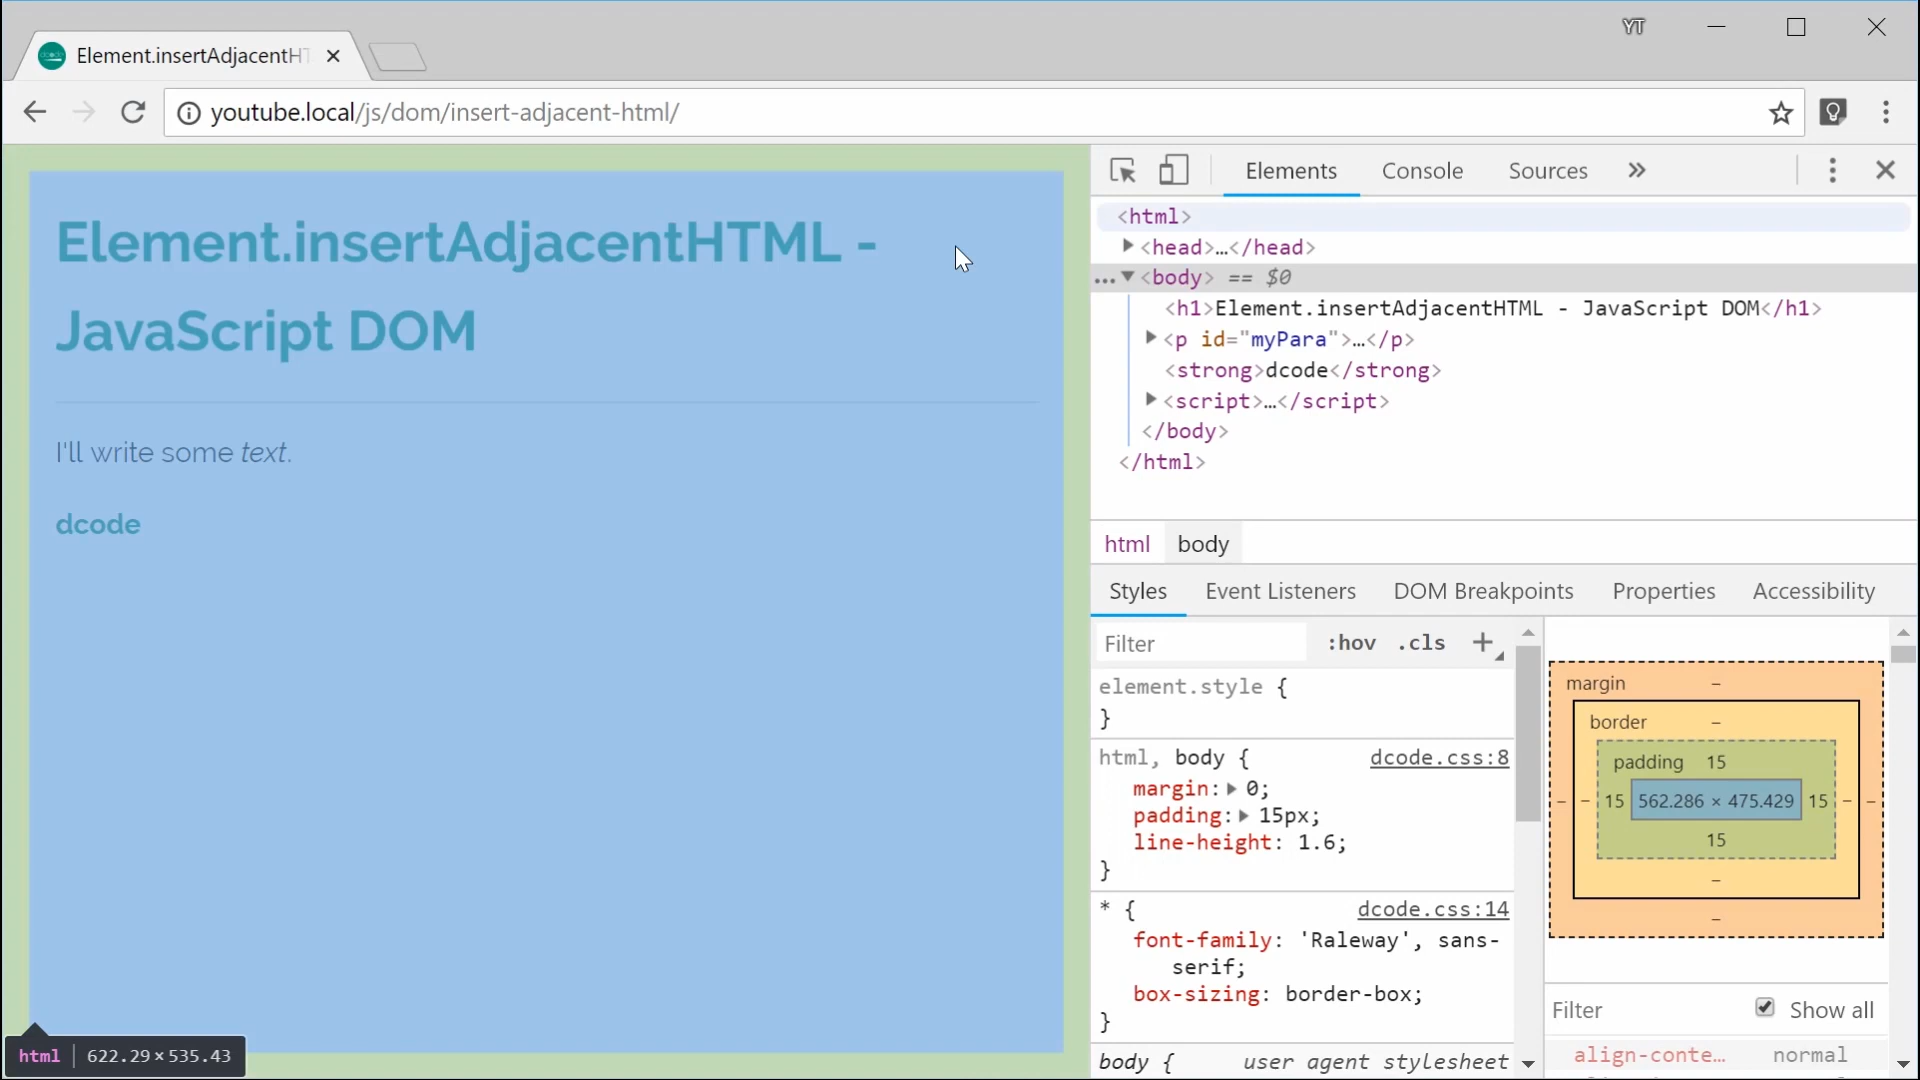 YT
Element.insertAdjacentHT
youtube.local/js/dom/insert-adjacent-html/
Element.insertAdjacentHTML -
JavaScript DOM
I'll write some text.
dcode
html 622.29×535.43
Elements Console Sources »
<html>
<head>…</head>
… <body> == $0
<h1>Element.insertAdjacentHTML - JavaScript DOM</h1>
<p id="myPara">…</p>
<strong>dcode</strong>
<script>…</script>
</body>
</html>
html body
Styles Event Listeners DOM Breakpoints Properties Accessibility
Filter :hov .cls +
element.style {
}
html, body { dcode.css:8
margin: 0;
padding: 15px;
line-height: 1.6;
}
* { dcode.css:14
font-family: 'Raleway', sans-
serif;
box-sizing: border-box;
}
body { user agent stylesheet
margin –
border –
padding 15
– – 15 562.286 × 475.429 15 – –
15
–
–
Filter Show all
align-conte… normal